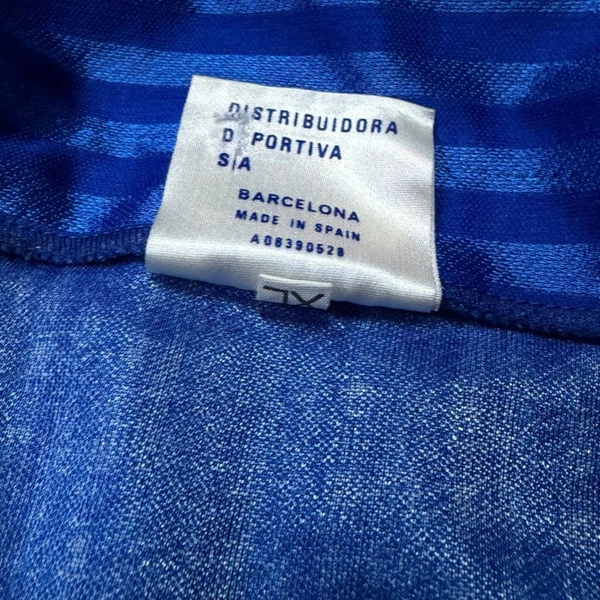 DISTRIBUIDORA
D PORTIVA
S/A
BARCELONA
MADE IN SPAIN
A08390528
XL